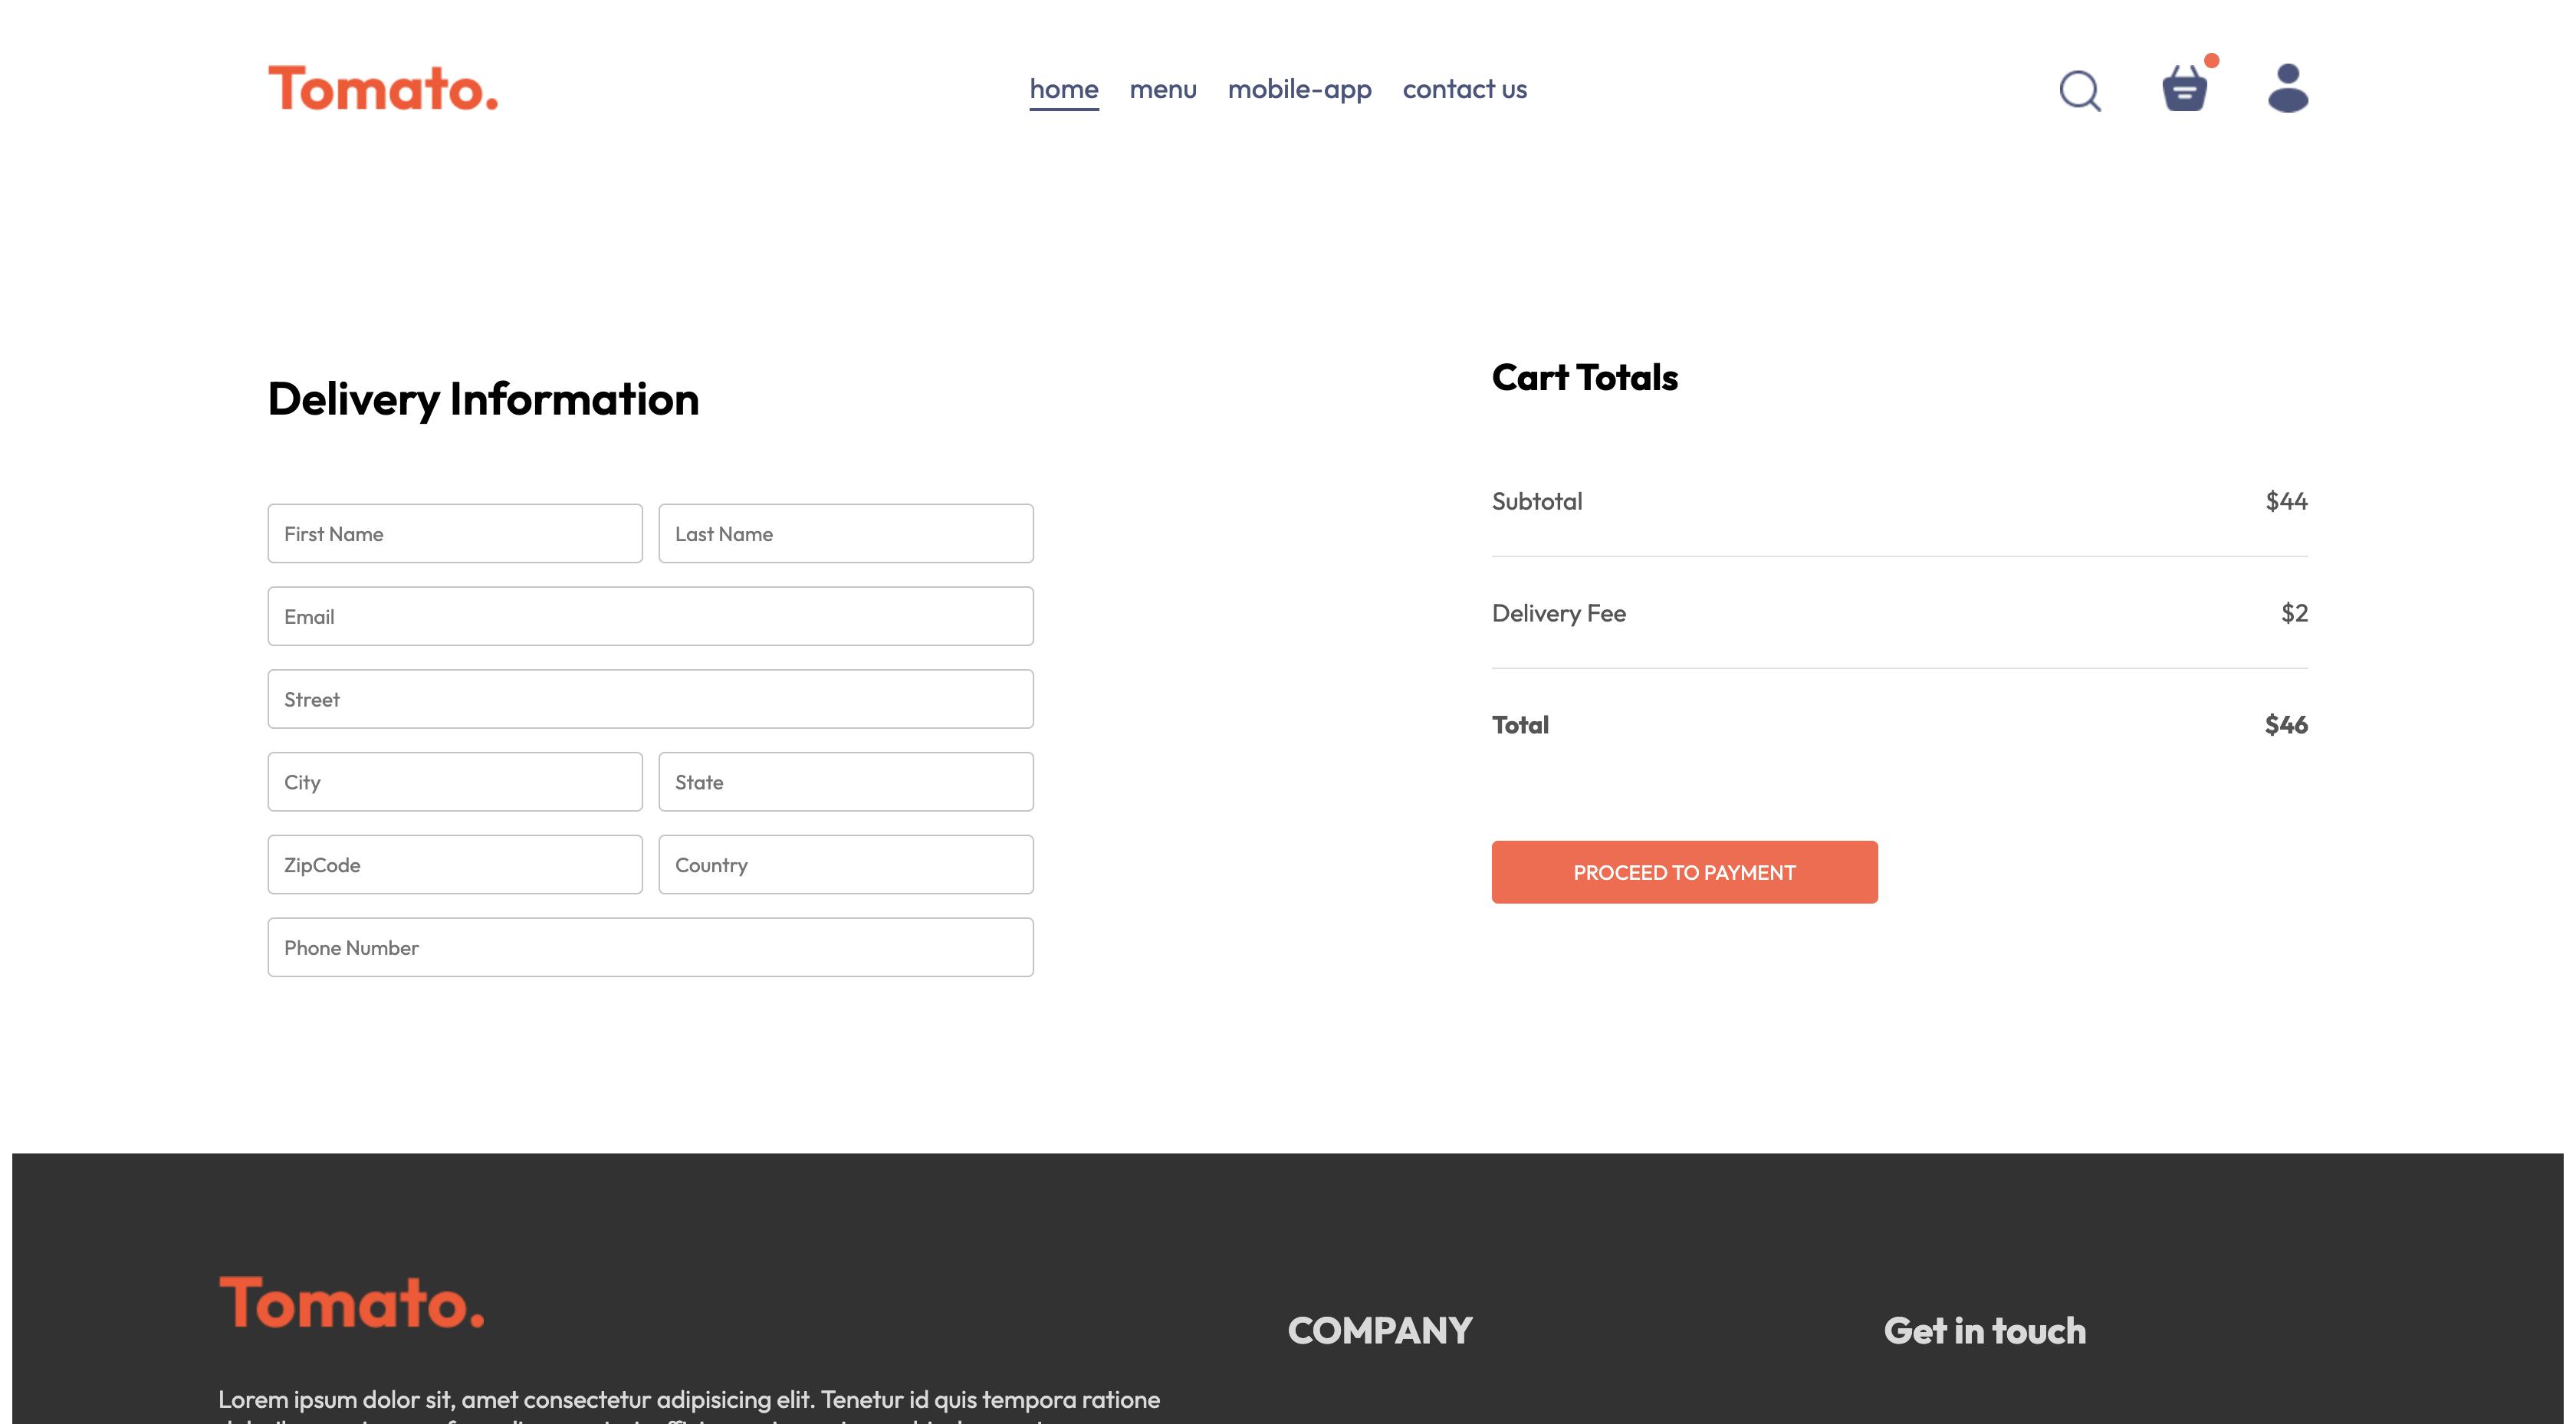 Tomato.
home menu mobile-app contact us
Delivery Information
First Name Last Name
Email
Street
City State
ZipCode Country
Phone Number
Cart Totals
Subtotal $44
Delivery Fee $2
Total $46
PROCEED TO PAYMENT
Tomato.
COMPANY
Get in touch
Lorem ipsum dolor sit, amet consectetur adipisicing elit. Tenetur id quis tempora ratione